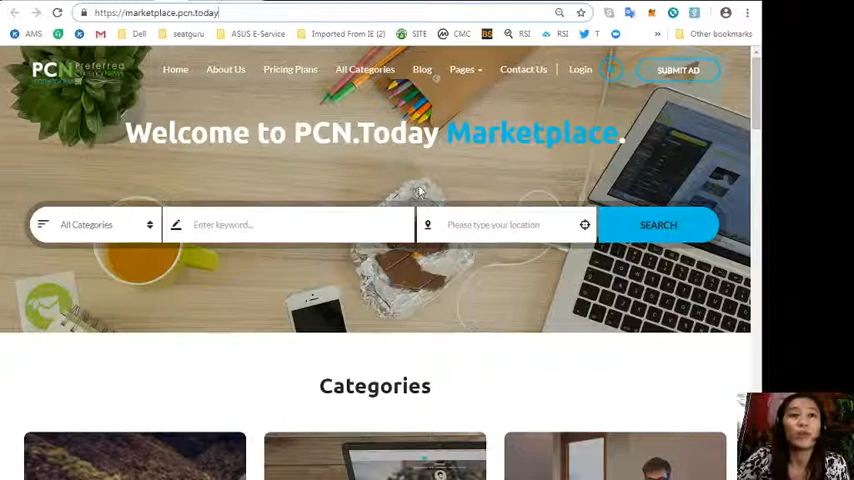 https://marketplace.pcn.today
AMS
Dell
seatguru
ASUS E-Service
Imported From IE (2...
SITE
CMC
BS
RSI
RSI
T
»
Other bookmarks
PCN Preferred
Home
About Us
Pricing Plans
All Categories
Blog
Pages
Contact Us
Login
SUBMIT AD
Welcome to PCN.Today Marketplace.
All Categories
Enter keyword...
Please type your location
SEARCH
Categories